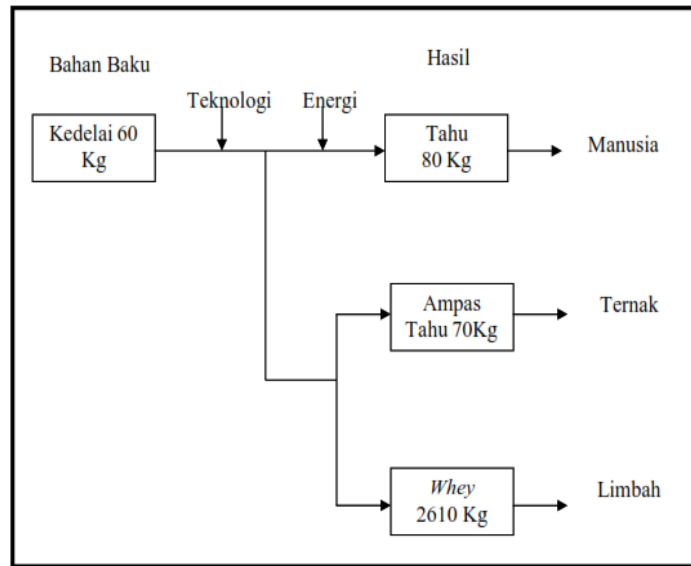 Bahan Baku
Hasil
Teknologi
Energi
Kedelai 60
Kg
Tahu
80 Kg
Manusia
Ampas
Tahu 70Kg
Ternak
Whey
2610 Kg
Limbah